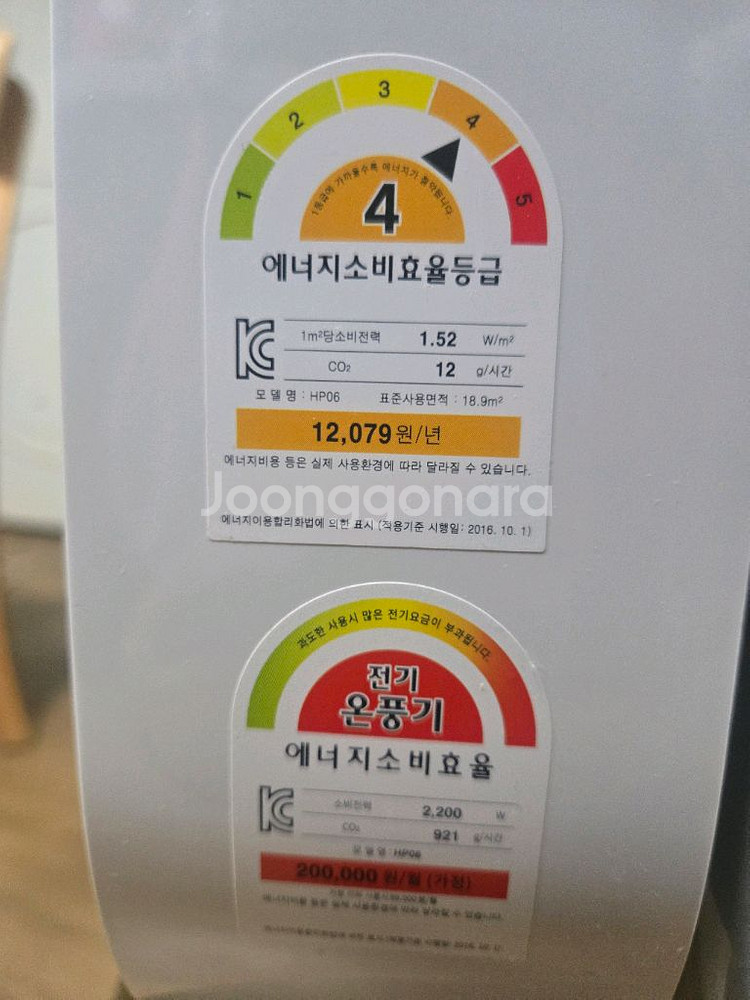 1 2 3 4 5
1등급에 가까울수록 에너지가 절약됩니다.
4
에너지소비효율등급
1m²당소비전력 1.52 W/m²
CO₂ 12 g/시간
모 델 명 : HP06 표준사용면적 : 18.9m²
12,079원/년
에너지비용 등은 실제 사용환경에 따라 달라질 수 있습니다.
Joonggonara
에너지이용합리화법에 의한 표시 (적용기준 시행일: 2016. 10. 1)
과도한 사용시 많은 전기요금이 부과됩니다.
전기
온풍기
에너지소비효율
소비전력 2,200 W
CO₂ 921 g/시간
모 델 명 : HP06
200,000 원/월 (가정)